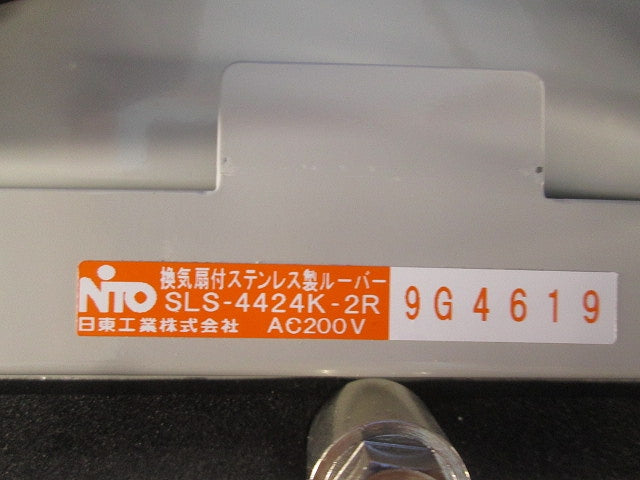 NITO
換気扇付ステンレス製ルーバー
SLS-4424K-2R
日東工業株式会社 AC200V
9G4619